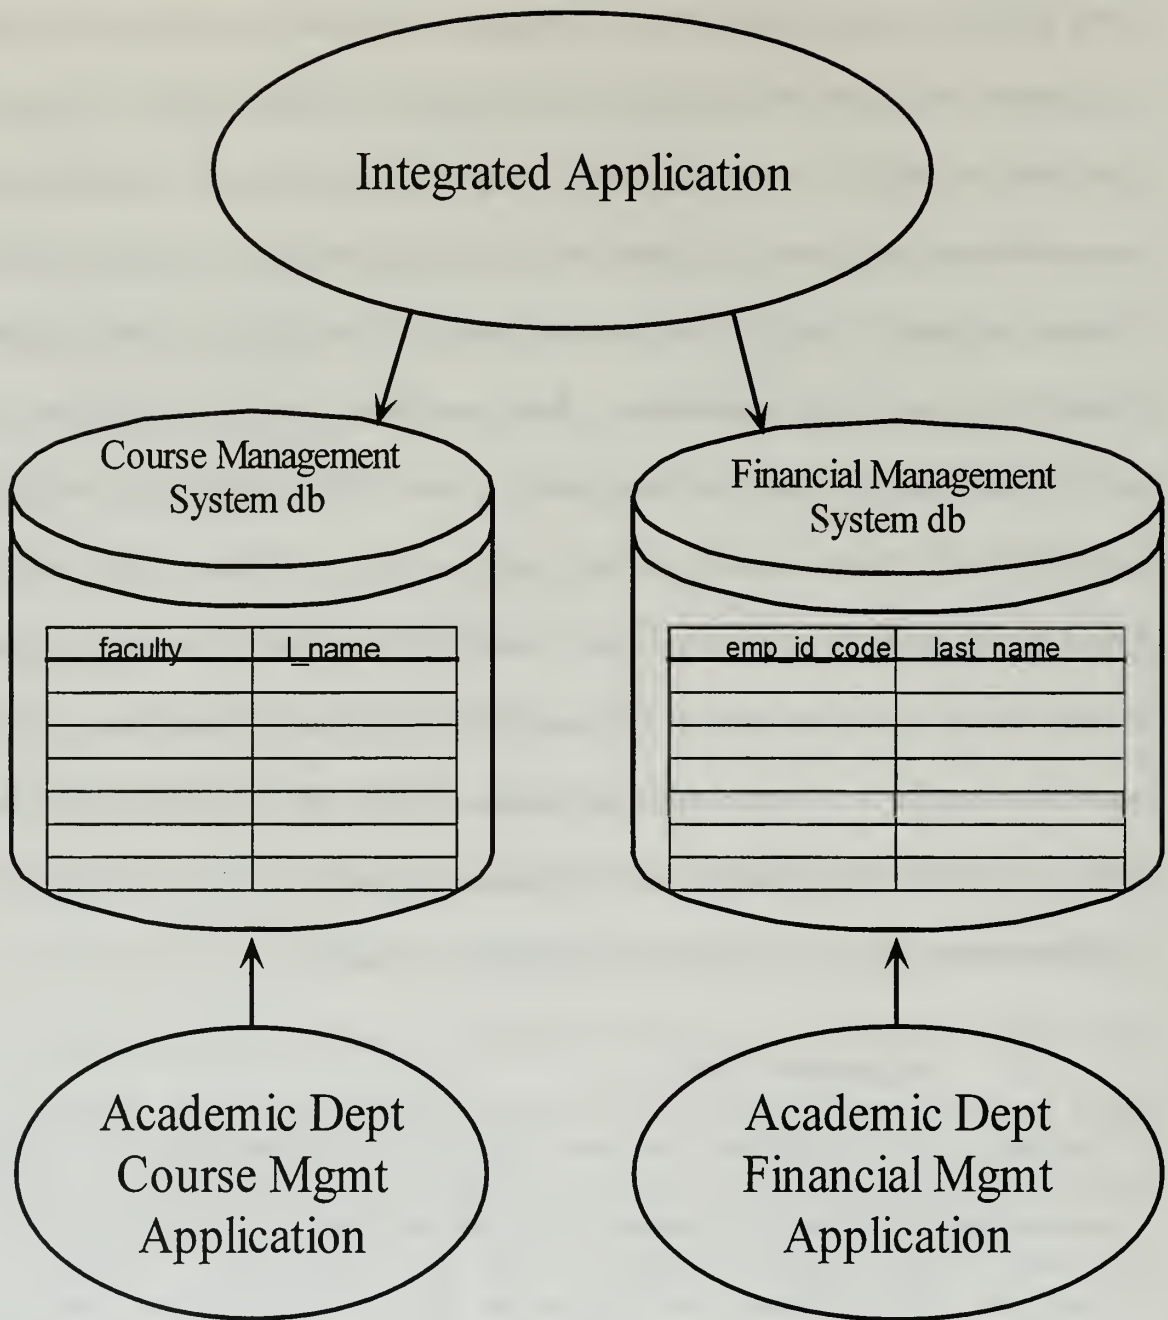 Integrated Application
Course Management
System db
Financial Management
System db
faculty l_name
emp_id_code last_name
Academic Dept
Course Mgmt
Application
Academic Dept
Financial Mgmt
Application